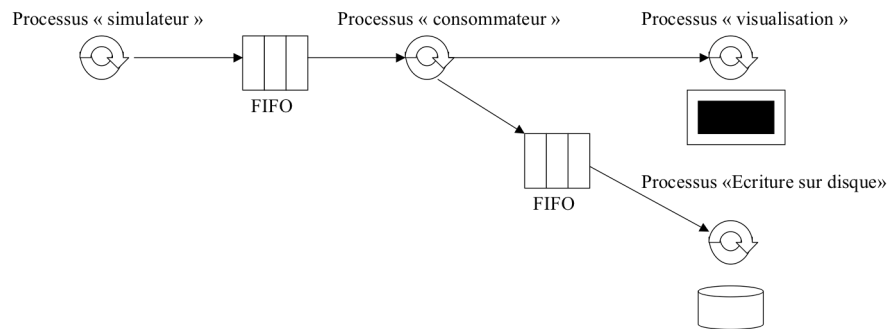 Processus « simulateur »
Processus « consommateur »
Processus « visualisation »
FIFO
FIFO
Processus «Ecriture sur disque»